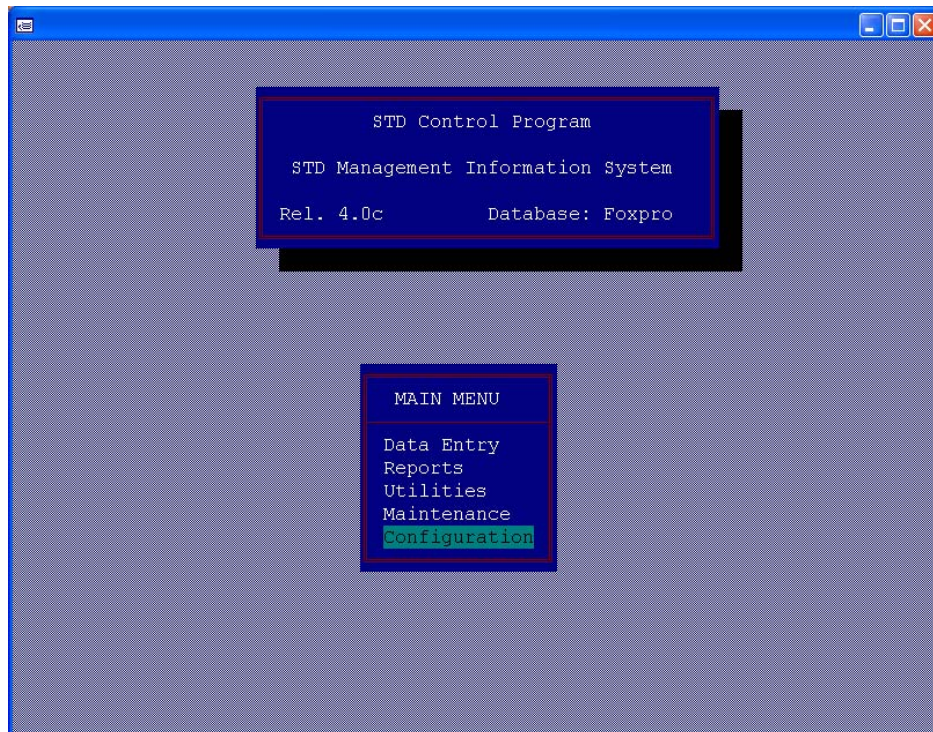 STD Control Program
STD Management Information System
Rel. 4.0c Database: Foxpro
MAIN MENU
Data Entry
Reports
Utilities
Maintenance
Configuration